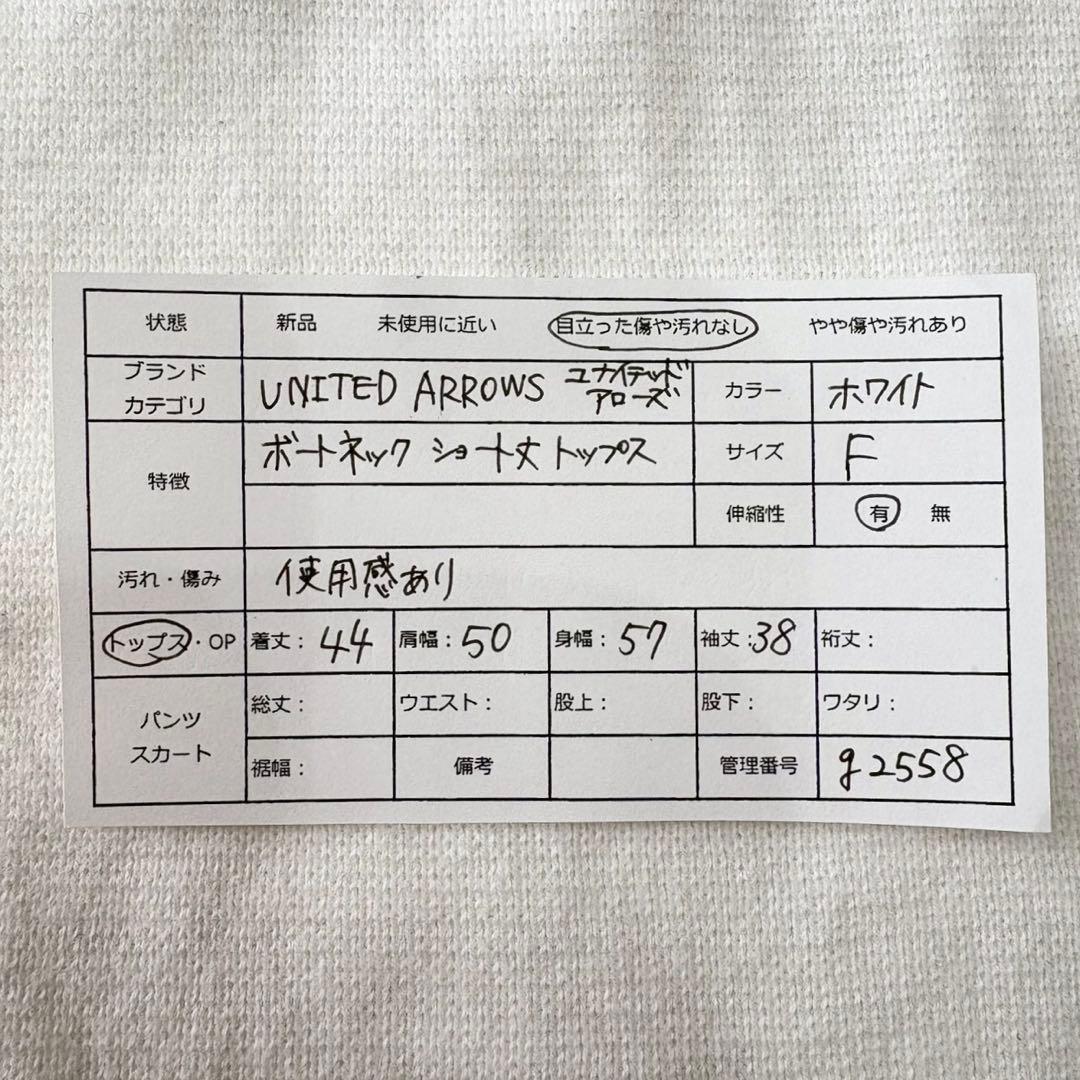 状態 新品 未使用に近い 目立った傷や汚れなし やや傷や汚れあり
ブランド カテゴリ UNITED ARROWS ユナイテッド アローズ カラー ホワイト
特徴 ボートネック ショート丈 トップス サイズ F
伸縮性 有 無
汚れ・傷み 使用感あり
トップス・OP 着丈：44 肩幅：50 身幅：57 袖丈：38 裄丈：
パンツ スカート 総丈： ウエスト： 股上： 股下： ワタリ：
裾幅： 備考 管理番号 g2558